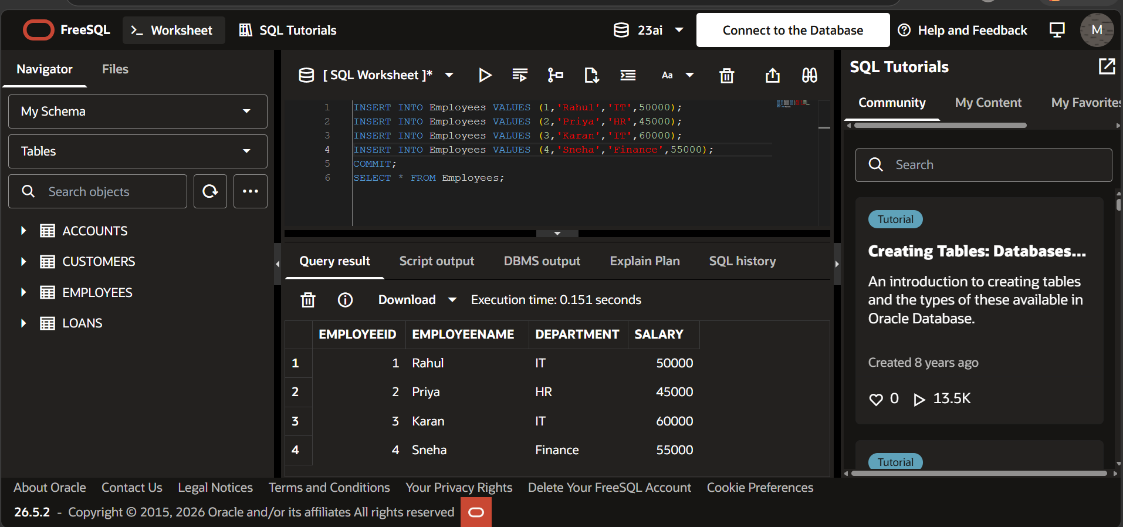 FreeSQL
Worksheet
SQL Tutorials
23ai
Connect to the Database
Help and Feedback
M
Navigator
Files
My Schema
Tables
Search objects
ACCOUNTS
CUSTOMERS
EMPLOYEES
LOANS
[ SQL Worksheet ]*
Aa
1 INSERT INTO Employees VALUES (1,'Rahul','IT',50000);
2 INSERT INTO Employees VALUES (2,'Priya','HR',45000);
3 INSERT INTO Employees VALUES (3,'Karan','IT',60000);
4 INSERT INTO Employees VALUES (4,'Sneha','Finance',55000);
5 COMMIT;
6 SELECT * FROM Employees;
Query result Script output DBMS output Explain Plan SQL history
Download Execution time: 0.151 seconds
EMPLOYEEID EMPLOYEENAME DEPARTMENT SALARY
1 1 Rahul IT 50000
2 2 Priya HR 45000
3 3 Karan IT 60000
4 4 Sneha Finance 55000
SQL Tutorials
Community My Content My Favorites
Search
Tutorial
Creating Tables: Databases...
An introduction to creating tables
and the types of these available in
Oracle Database.
Created 8 years ago
0 13.5K
Tutorial
About Oracle Contact Us Legal Notices Terms and Conditions Your Privacy Rights Delete Your FreeSQL Account Cookie Preferences
26.5.2 - Copyright © 2015, 2026 Oracle and/or its affiliates All rights reserved